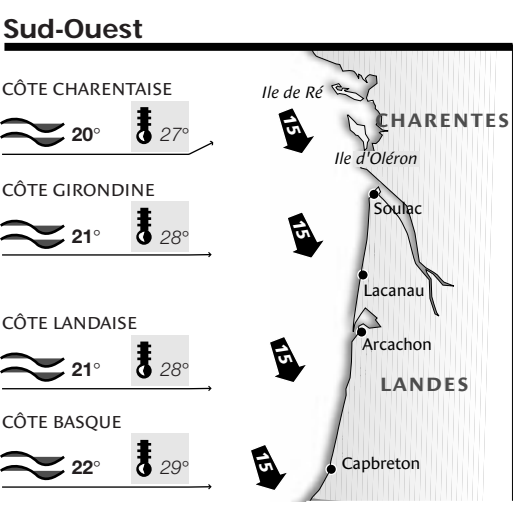 Sud-Ouest
CÔTE CHARENTAISE
20° 27°
CÔTE GIRONDINE
21° 28°
CÔTE LANDAISE
21° 28°
CÔTE BASQUE
22° 29°
Ile de Ré
15
CHARENTES
Ile d'Oléron
Soulac
15
Lacanau
Arcachon
15
LANDES
Capbreton
15